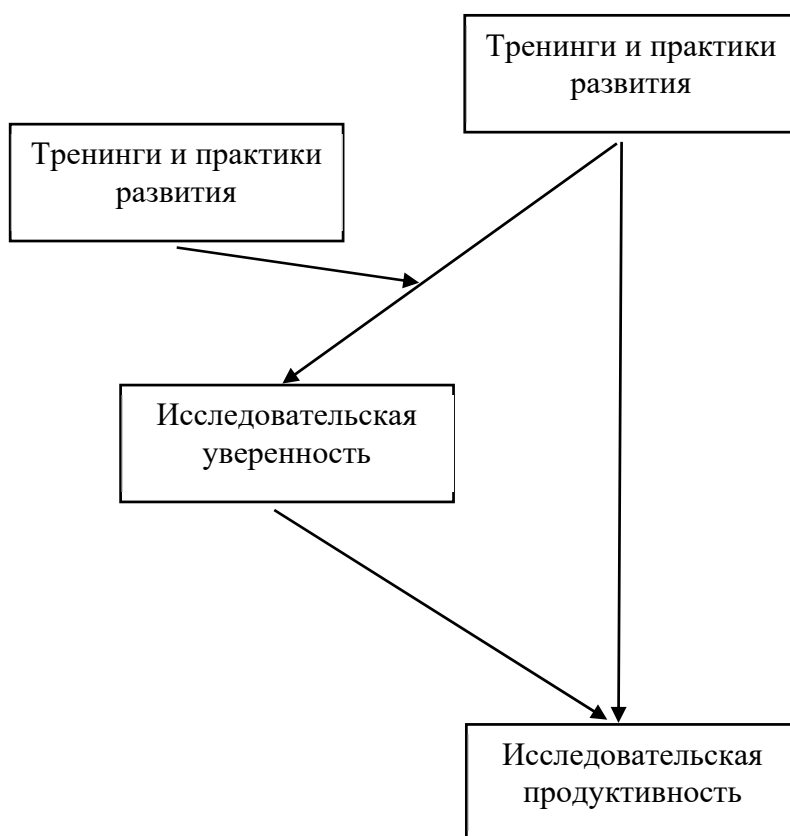 Тренинги и практики
развития
Тренинги и практики
развития
Исследовательская
уверенность
Исследовательская
продуктивность